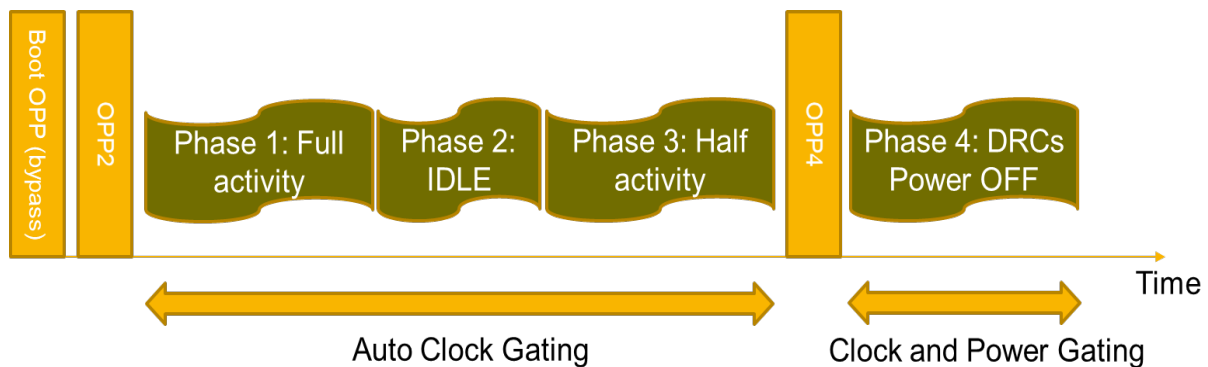 Boot OPP (bypass)
OPP2
Phase 1: Full
activity
Phase 2:
IDLE
Phase 3: Half
activity
OPP4
Phase 4: DRCs
Power OFF
Time
Auto Clock Gating
Clock and Power Gating